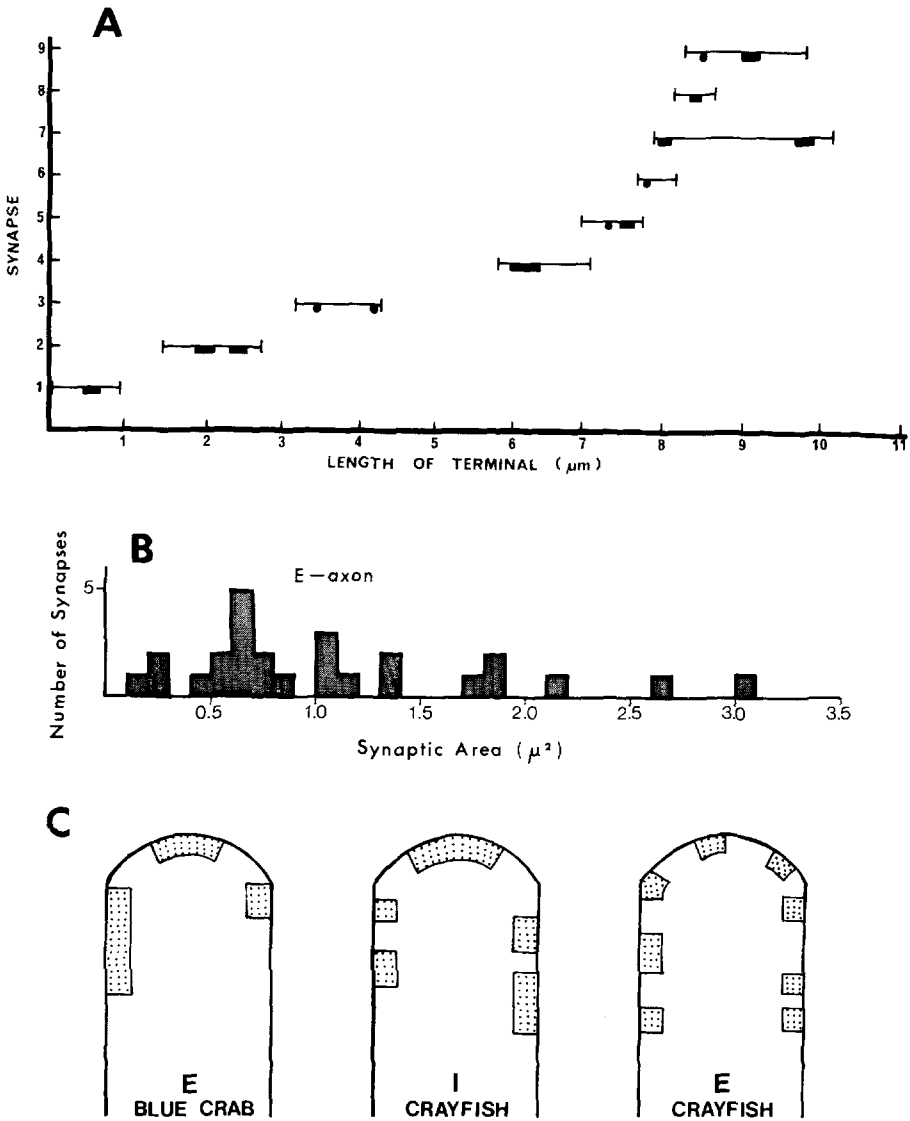 A
SYNAPSE
9
8
7
6
5
4
3
2
1
1 2 3 4 5 6 7 8 9 10 11
LENGTH OF TERMINAL (μm)
B
Number of Synapses
5
E–axon
0.5 1.0 1.5 2.0 2.5 3.0 3.5
Synaptic Area (μ²)
C
E
BLUE CRAB
I
CRAYFISH
E
CRAYFISH